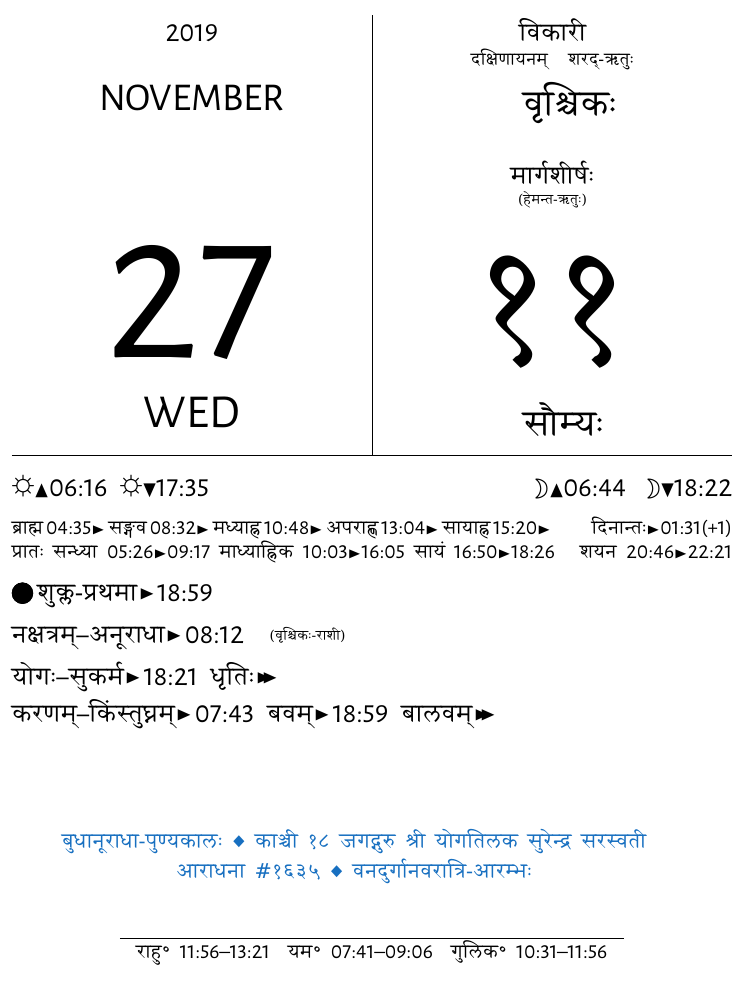 2019
NOVEMBER
27
WED
विकारी
दक्षिणायनम् शरद्-ऋतुः
वृश्चिकः
मार्गशीर्षः
(हेमन्त-ऋतुः)
११
सौम्यः
☼▲06:16 ☼▼17:35 ☽▲06:44 ☽▼18:22
ब्राह्म 04:35► सङ्गव 08:32► मध्याह्न 10:48► अपराह्ण 13:04► सायाह्न 15:20► दिनान्तः►01:31(+1)
प्रातः सन्ध्या 05:26►09:17 माध्याह्निक 10:03►16:05 सायं 16:50►18:26 शयन 20:46►22:21
शुक्ल-प्रथमा►18:59
नक्षत्रम्–अनूराधा► 08:12 (वृश्चिकः-राशी)
योगः–सुकर्म►18:21 धृतिः►►
करणम्–किंस्तुघ्नम्► 07:43 बवम्►18:59 बालवम्►►
बुधानूराधा-पुण्यकालः ◆ काञ्ची १८ जगद्गुरु श्री योगतिलक सुरेन्द्र सरस्वती
आराधना #१६३५ ◆ वनदुर्गानवरात्रि-आरम्भः
राहु° 11:56–13:21 यम° 07:41–09:06 गुलिक° 10:31–11:56